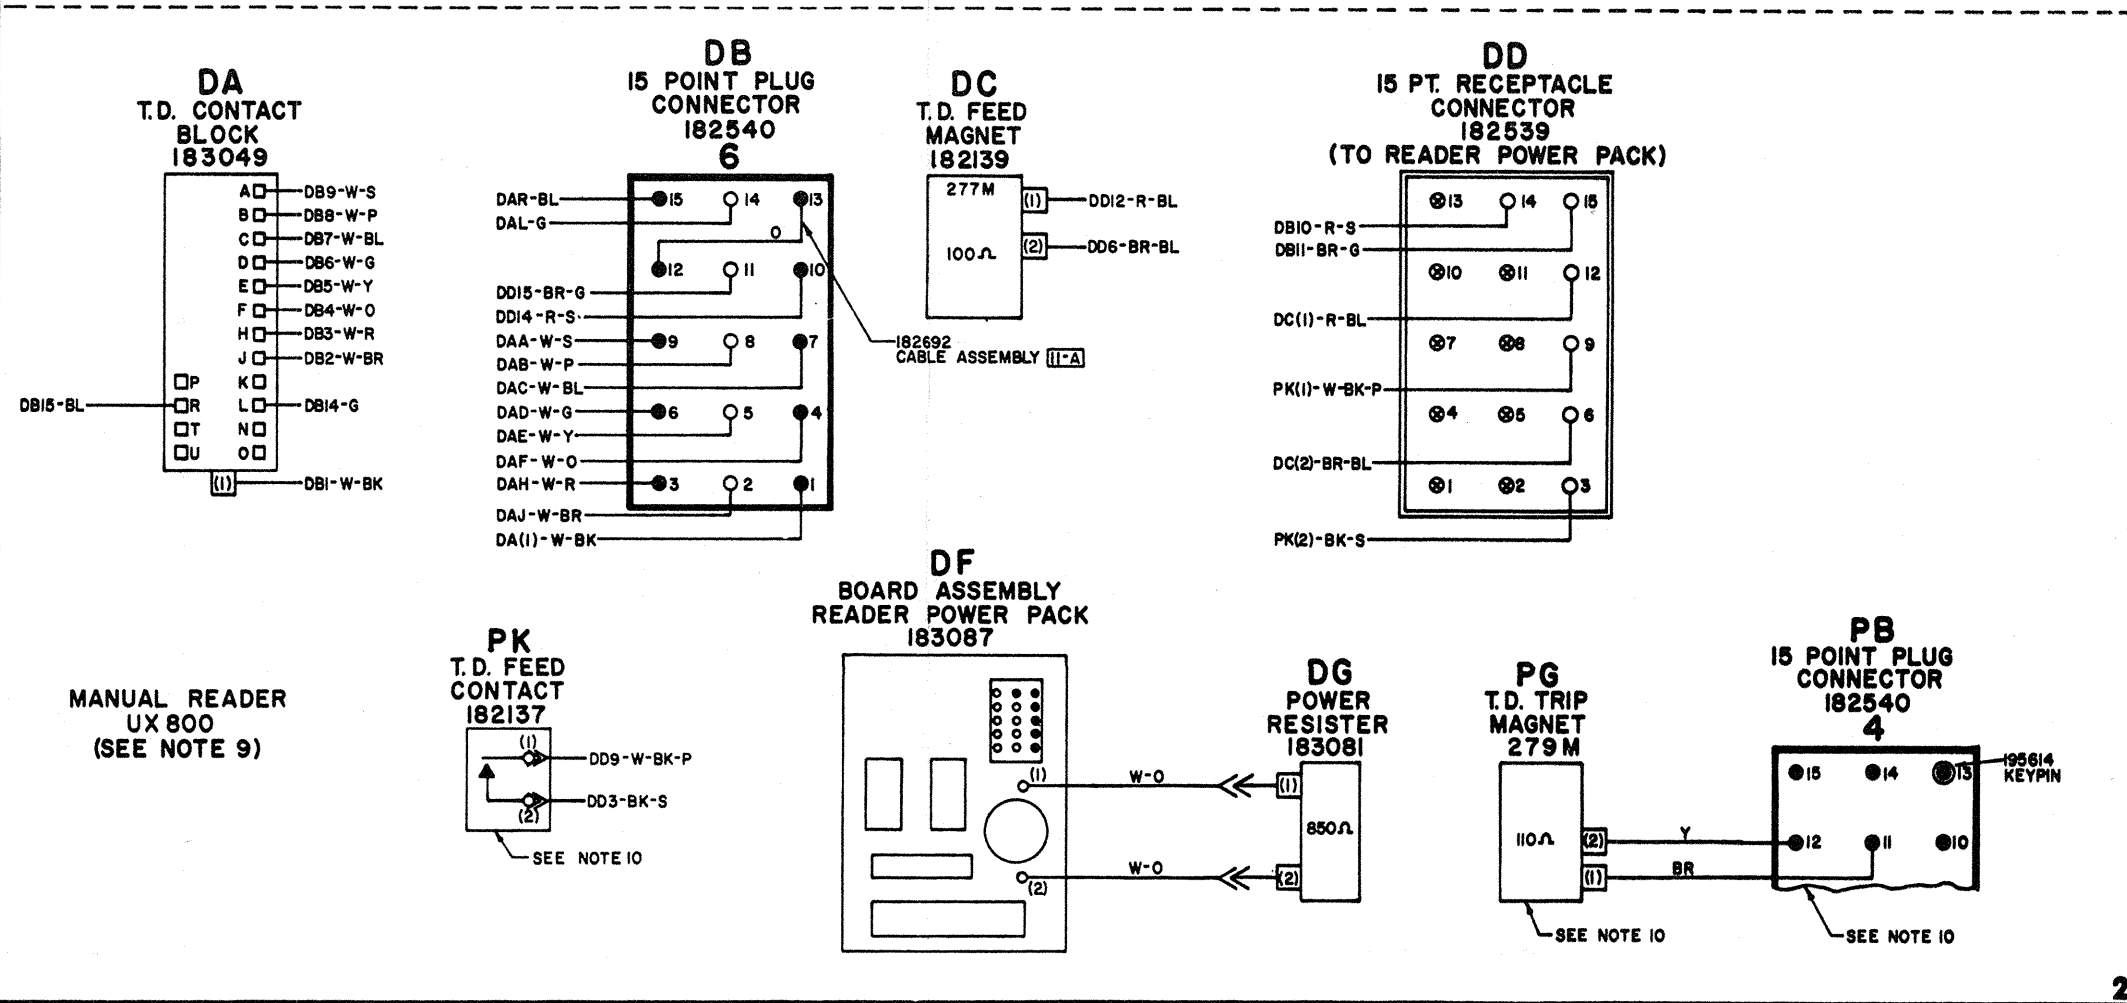 DA
T.D. CONTACT
BLOCK
183049
A DB9-W-S
B DB8-W-P
C DB7-W-BL
D DB6-W-G
E DB5-W-Y
F DB4-W-O
H DB3-W-R
J DB2-W-BR
P K
DB15-BL R L DB14-G
T N
U O
(1) DB1-W-BK
DB
15 POINT PLUG
CONNECTOR
182540
6
DAR-BL 15 14 13
DAL-G
O
12 11 10
DD15-BR-G
DD14-R-S
DAA-W-S 9 8 7
DAB-W-P
DAC-W-BL
DAD-W-G 6 5 4
DAE-W-Y
DAF-W-O
DAH-W-R 3 2 1
DAJ-W-BR
DA(1)-W-BK
182692
CABLE ASSEMBLY 11-A
DC
T.D. FEED
MAGNET
182139
277M
(1) DD12-R-BL
100Ω (2) DD6-BR-BL
DD
15 PT. RECEPTACLE
CONNECTOR
182539
(TO READER POWER PACK)
13 14 15
DB10-R-S
DB11-BR-G
10 11 12
DC(1)-R-BL
7 8 9
PK(1)-W-BK-P
4 5 6
DC(2)-BR-BL
1 2 3
PK(2)-BK-S
MANUAL READER
UX 800
(SEE NOTE 9)
PK
T.D. FEED
CONTACT
182137
(1) DD9-W-BK-P
DD3-BK-S
(2)
SEE NOTE 10
DF
BOARD ASSEMBLY
READER POWER PACK
183087
(1) W-O
(2) W-O
DG
POWER
RESISTER
183081
(1)
850Ω
(2)
PG
T.D. TRIP
MAGNET
279M
110Ω (2) Y
(1) BR
SEE NOTE 10
PB
15 POINT PLUG
CONNECTOR
182540
4
15 14 13
195614
KEYPIN
12 11 10
SEE NOTE 10
2